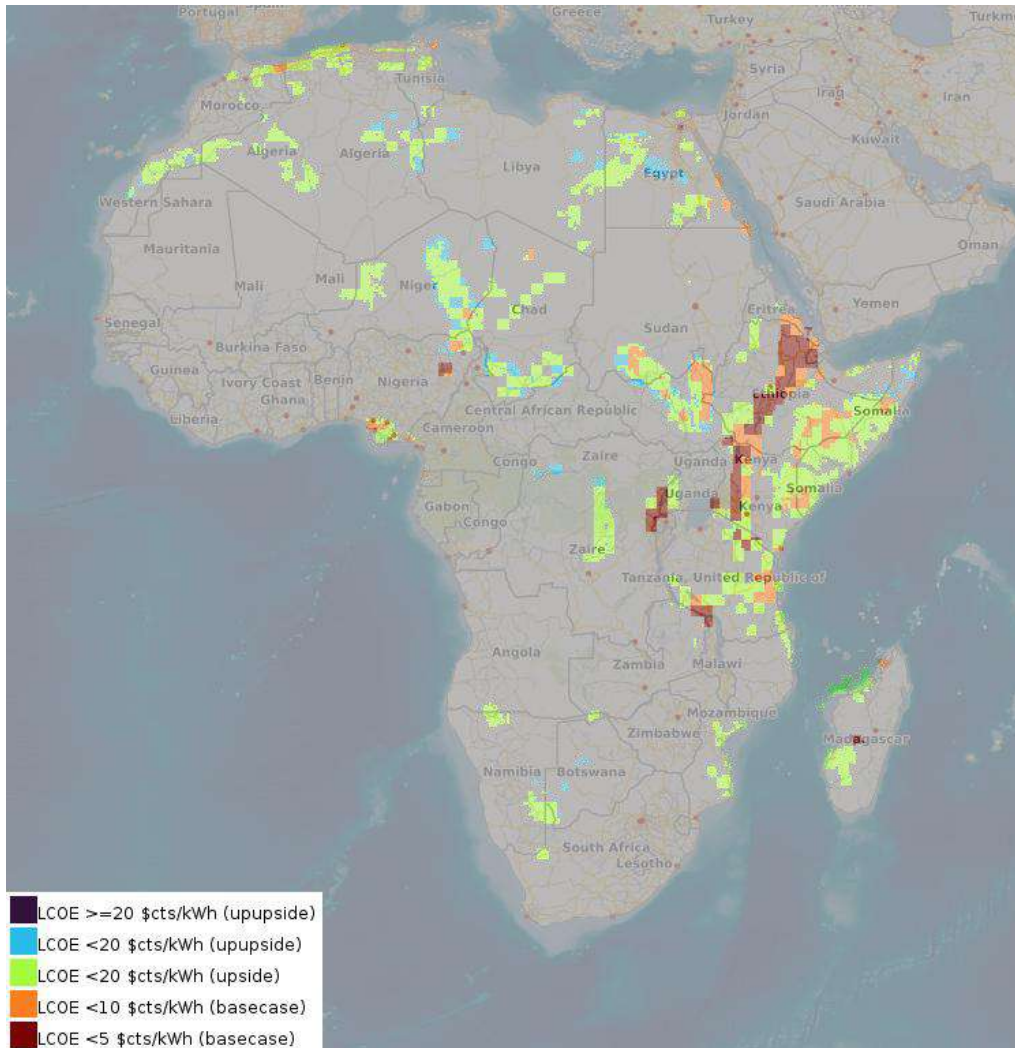 Portugal
Spain
Greece
Turkey
Turkm
Tunisia
Syria
Iraq
Iran
Morocco
Jordan
Kuwait
Algeria
Algeria
Libya
Egypt
Western Sahara
Saudi Arabia
Oman
Mauritania
Mali
Mali
Niger
Chad
Yemen
Eritrea
Senegal
Sudan
Burkina Faso
Guinea
Ivory Coast
Benin
Nigeria
Ghana
Ethiopia
Liberia
Central African Republic
Somalia
Cameroon
Congo
Zaire
Uganda
Kenya
Gabon
Uganda
Somalia
Congo
Kenya
Zaire
Tanzania, United Republic of
Angola
Zambia
Malawi
Mozambique
Zimbabwe
Madagascar
Namibia
Botswana
South Africa
Lesotho
LCOE >=20 $cts/kWh (upupside)
LCOE <20 $cts/kWh (upupside)
LCOE <20 $cts/kWh (upside)
LCOE <10 $cts/kWh (basecase)
LCOE <5 $cts/kWh (basecase)